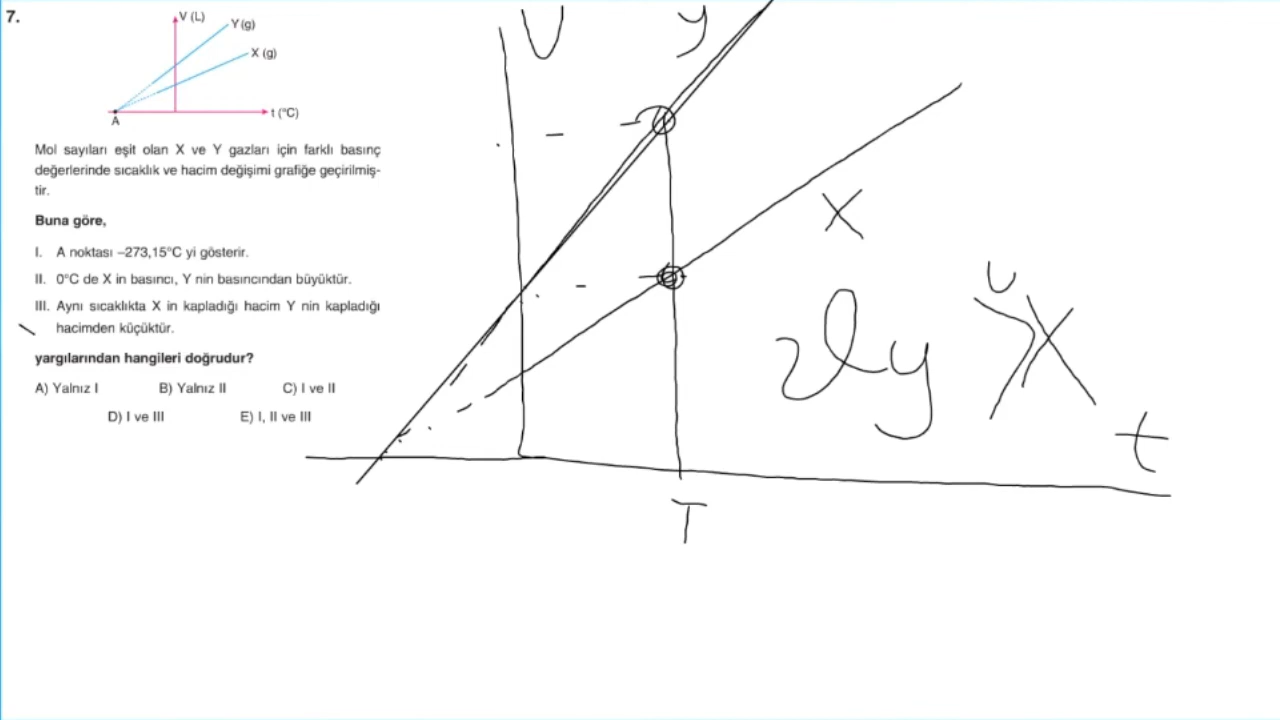 7.
V (L)
Y (g)
X (g)
t (°C)
A
Mol sayıları eşit olan X ve Y gazları için farklı basınç
değerlerinde sıcaklık ve hacim değişimi grafiğe geçirilmiş-
tir.
Buna göre,
I. A noktası –273,15°C yi gösterir.
II. 0°C de X in basıncı, Y nin basıncından büyüktür.
III. Aynı sıcaklıkta X in kapladığı hacim Y nin kapladığı
hacimden küçüktür.
yargılarından hangileri doğrudur?
A) Yalnız I B) Yalnız II C) I ve II
D) I ve III E) I, II ve III
V y
x
t
T